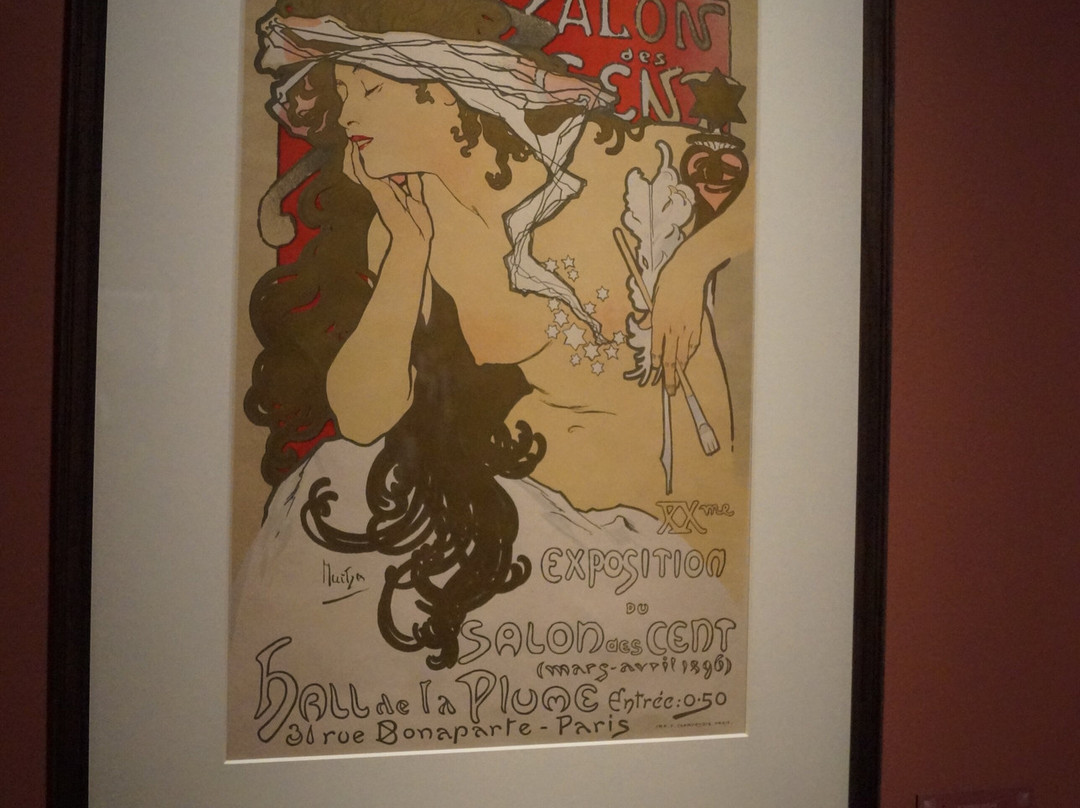 SALON
des
CENT
Mucha
XXme
EXPOSITION
DU
SALON des CENT
(mars-avril 1896)
HALL de la PLUME Entrée: 0.50
31 rue Bonaparte - Paris